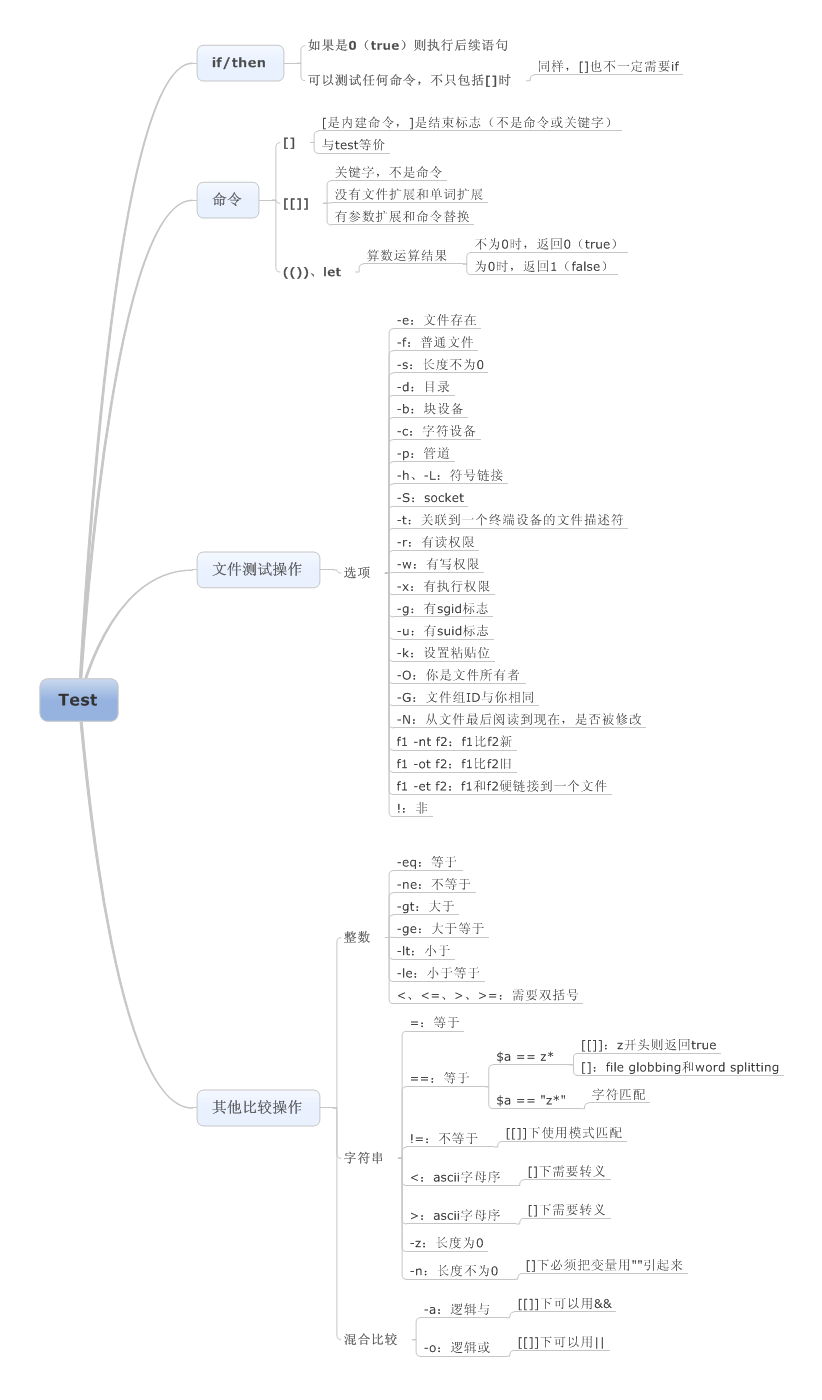 Test
if/then
如果是0（true）则执行后续语句
可以测试任何命令，不只包括[]时
同样，[]也不一定需要if
命令
[]
[是内建命令，]是结束标志（不是命令或关键字）
与test等价
[[]]
关键字，不是命令
没有文件扩展和单词扩展
有参数扩展和命令替换
(())、let
算数运算结果
不为0时，返回0（true）
为0时，返回1（false）
文件测试操作
选项
-e：文件存在
-f：普通文件
-s：长度不为0
-d：目录
-b：块设备
-c：字符设备
-p：管道
-h、-L：符号链接
-S：socket
-t：关联到一个终端设备的文件描述符
-r：有读权限
-w：有写权限
-x：有执行权限
-g：有sgid标志
-u：有suid标志
-k：设置粘贴位
-O：你是文件所有者
-G：文件组ID与你相同
-N：从文件最后阅读到现在，是否被修改
f1 -nt f2：f1比f2新
f1 -ot f2：f1比f2旧
f1 -et f2：f1和f2硬链接到一个文件
!：非
其他比较操作
整数
-eq：等于
-ne：不等于
-gt：大于
-ge：大于等于
-lt：小于
-le：小于等于
<、<=、>、>=：需要双括号
字符串
=：等于
==：等于
$a == z*
[[]]：z开头则返回true
[]：file globbing和word splitting
$a == "z*"
字符匹配
!=：不等于
[[]]下使用模式匹配
<：ascii字母序
[]下需要转义
>：ascii字母序
[]下需要转义
-z：长度为0
-n：长度不为0
[]下必须把变量用""引起来
混合比较
-a：逻辑与
[[]]下可以用&&
-o：逻辑或
[[]]下可以用||